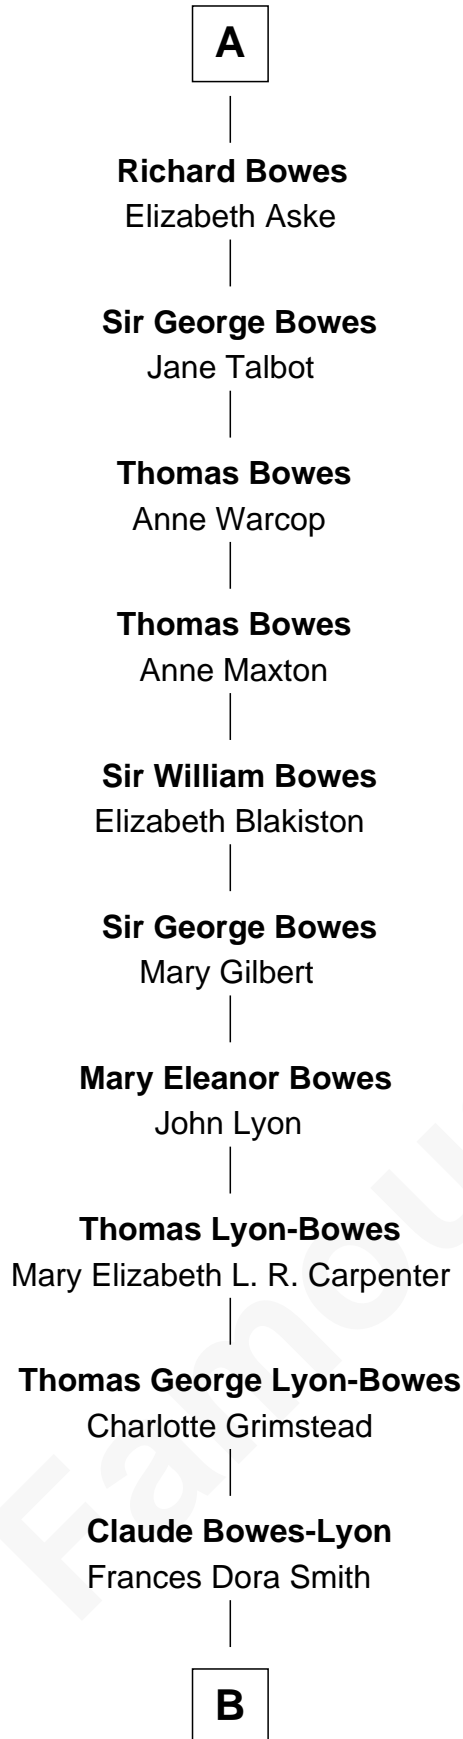 A
Richard Bowes
Elizabeth Aske
Sir George Bowes
Jane Talbot
Thomas Bowes
Anne Warcop
Thomas Bowes
Anne Maxton
Sir William Bowes
Elizabeth Blakiston
Sir George Bowes
Mary Gilbert
Mary Eleanor Bowes
John Lyon
Thomas Lyon-Bowes
Mary Elizabeth L. R. Carpenter
Thomas George Lyon-Bowes
Charlotte Grimstead
Claude Bowes-Lyon
Frances Dora Smith
B
Famou